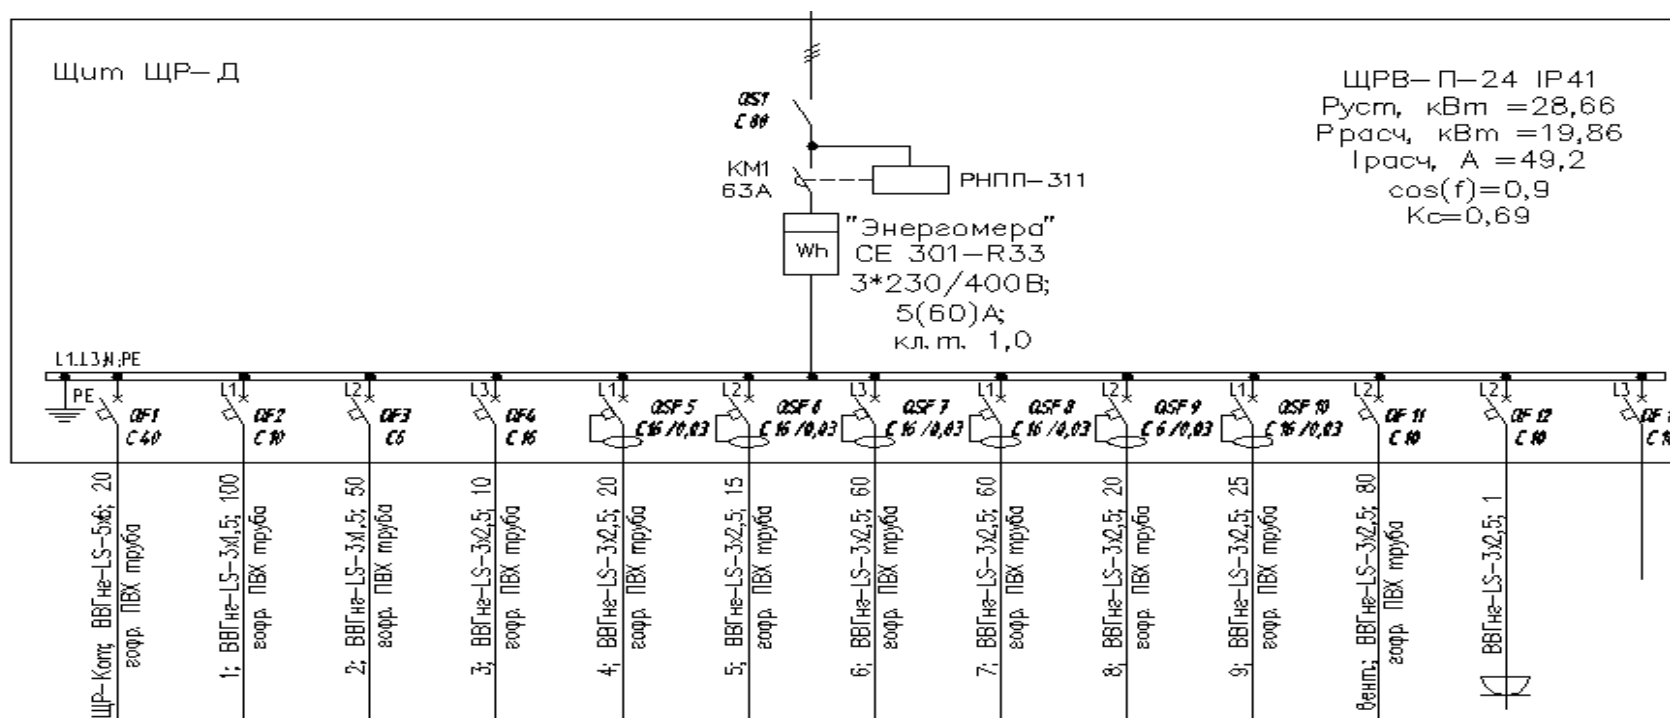 Щит ЩР-Д
ЩРВ-П-24 IP41
Руст, кВт =28,66
Ррасч, кВт =19,86
Iрасч, А =49,2
cos(f)=0,9
Кс=0,69
QS1
КМ1
63А
РНПП-311
Wh
"Энергомера"
СЕ 301-R33
3*230/400В;
5(60)А;
кл.т. 1,0
PE
L1
L2
L3
L1
L2
L3
L1
L2
L1
L2
L2
L3
QF1
C 40
QF2
C 10
QF3
C6
QF4
C 16
QSF 5
C 16 /0,03
QSF 6
C 16 /0,03
QSF 7
C 16 /0,03
QSF 8
C 16 /0,03
QSF 9
C 6 /0,03
QSF 10
C 16 /0,03
QF 11
C 10
QF 12
C 10
ВВГнг-LS-5х6; 20
гофр. ПВХ труба
1; ВВГнг-LS-3х1,5; 100
гофр. ПВХ труба
2; ВВГнг-LS-3х1,5; 50
гофр. ПВХ труба
3; ВВГнг-LS-3х2,5; 10
гофр. ПВХ труба
4; ВВГнг-LS-3х2,5; 20
гофр. ПВХ труба
5; ВВГнг-LS-3х2,5; 15
гофр. ПВХ труба
6; ВВГнг-LS-3х2,5; 60
гофр. ПВХ труба
7; ВВГнг-LS-3х2,5; 60
гофр. ПВХ труба
8; ВВГнг-LS-3х2,5; 20
гофр. ПВХ труба
9; ВВГнг-LS-3х2,5; 25
гофр. ПВХ труба
вент.; ВВГнг-LS-3х2,5; 80
гофр. ПВХ труба
ВВГнг-LS-3х2,5; 1